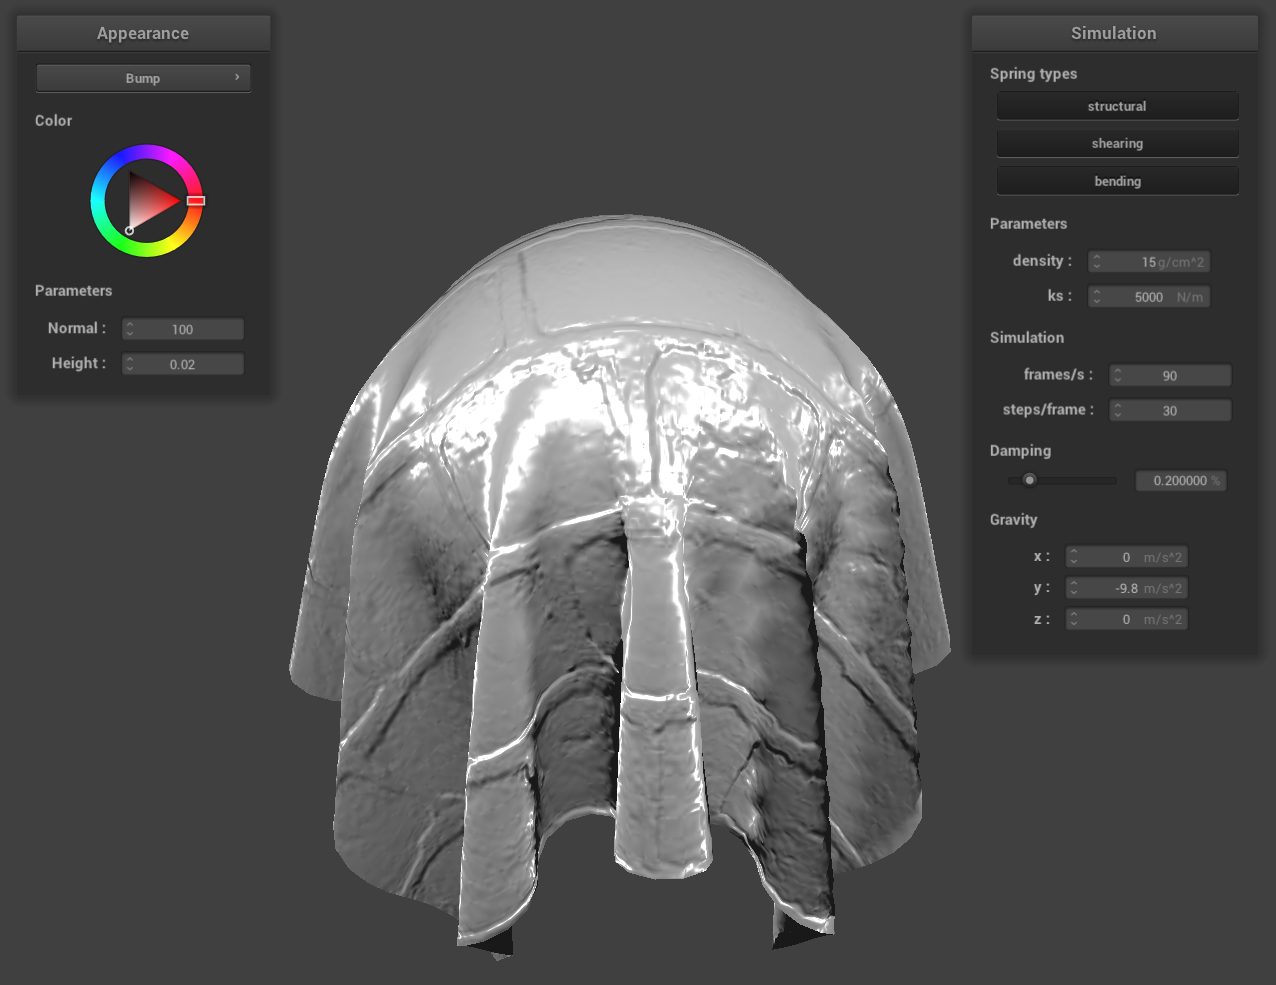 Appearance
Bump
Color
Parameters
Normal : 100
Height : 0.02
Simulation
Spring types
structural
shearing
bending
Parameters
density : 15 g/cm^2
ks : 5000 N/m
Simulation
frames/s : 90
steps/frame : 30
Damping
0.200000 %
Gravity
x : 0 m/s^2
y : -9.8 m/s^2
z : 0 m/s^2